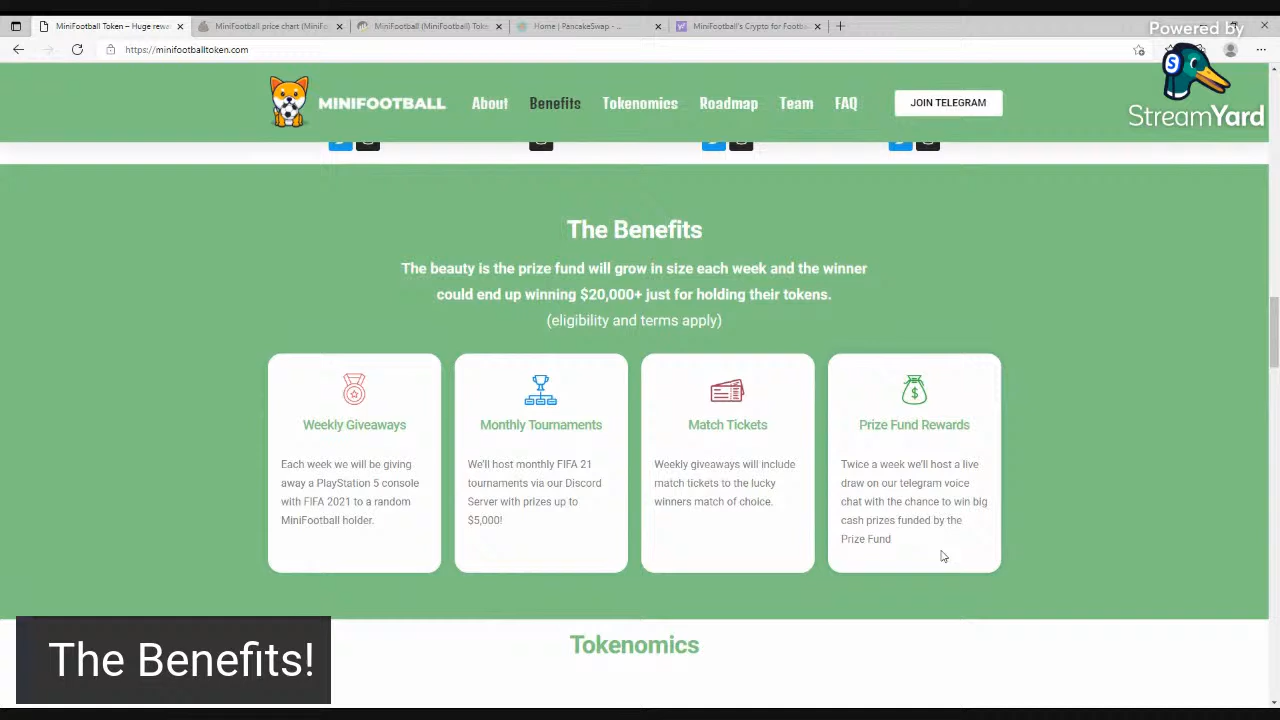 MiniFootball Token – Huge rewa
MiniFootball price chart (MiniFo
MiniFootball (MiniFootball) Toke
Home | PancakeSwap - ...
MiniFootball's Crypto for Footba
https://minifootballtoken.com
Powered by
StreamYard
MINIFOOTBALL
About
Benefits
Tokenomics
Roadmap
Team
FAQ
JOIN TELEGRAM
The Benefits
The beauty is the prize fund will grow in size each week and the winner
could end up winning $20,000+ just for holding their tokens.
(eligibility and terms apply)
Weekly Giveaways
Each week we will be giving
away a PlayStation 5 console
with FIFA 2021 to a random
MiniFootball holder.
Monthly Tournaments
We'll host monthly FIFA 21
tournaments via our Discord
Server with prizes up to
$5,000!
Match Tickets
Weekly giveaways will include
match tickets to the lucky
winners match of choice.
Prize Fund Rewards
Twice a week we'll host a live
draw on our telegram voice
chat with the chance to win big
cash prizes funded by the
Prize Fund
Tokenomics
The Benefits!